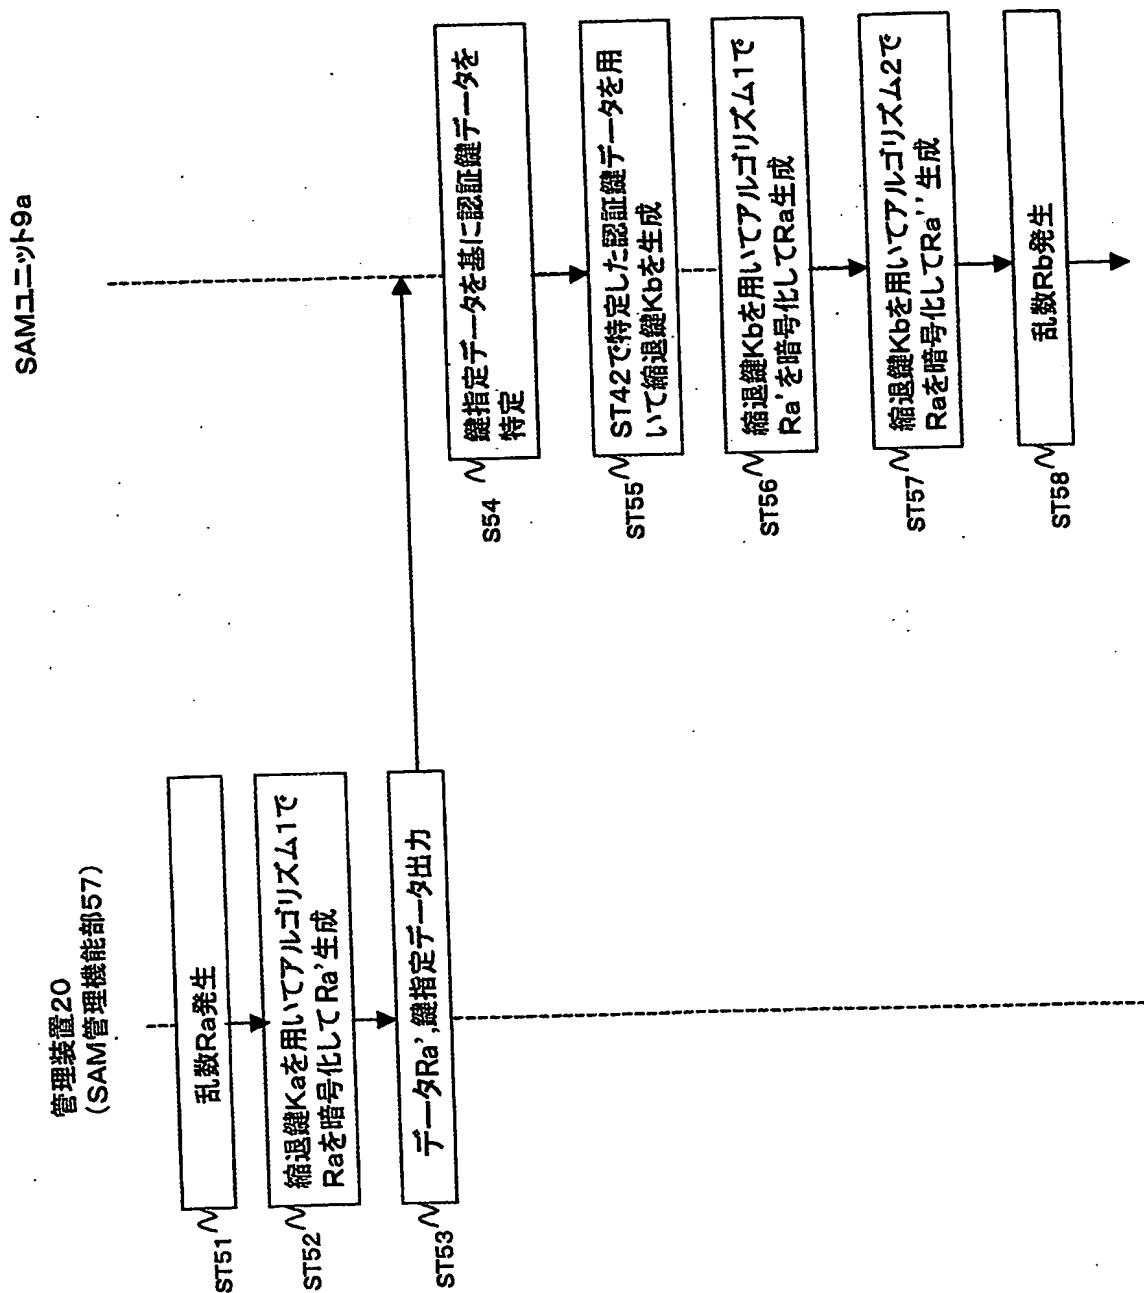 管理装置20
(SAM管理機能部57)
SAMユニット9a
ST51
乱数Ra発生
ST52
縮退鍵Kaを用いてアルゴリズム1で
Raを暗号化してRa'生成
ST53
データRa',鍵指定データ出力
S54
鍵指定データを基に認証鍵データを
特定
ST55
ST42で特定した認証鍵データを用
いて縮退鍵Kbを生成
ST56
縮退鍵Kbを用いてアルゴリズム1で
Ra'を暗号化してRa生成
ST57
縮退鍵Kbを用いてアルゴリズム2で
Raを暗号化してRa''生成
ST58
乱数Rb発生